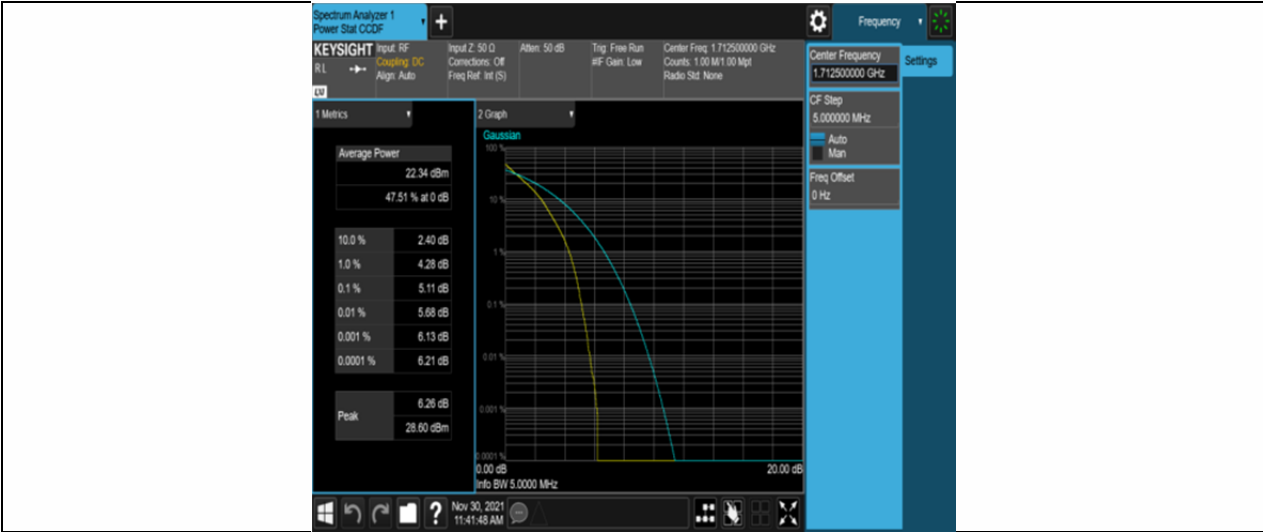 Spectrum Analyzer 1
Power Stat CCDF
+
Frequency
KEYSIGHT
Input: RF
Coupling: DC
Align: Auto
RL
LV
Input Z: 50 Ω
Corrections: Off
Freq Ref: Int (S)
Atten: 50 dB
Trig: Free Run
#IF Gain: Low
Center Freq: 1.712500000 GHz
Counts: 1.00 M/1.00 Mpt
Radio Std: None
Center Frequency
1.712500000 GHz
Settings
CF Step
5.000000 MHz
Auto
Man
Freq Offset
0 Hz
1 Metrics
2 Graph
Gaussian
Average Power
22.34 dBm
47.51 % at 0 dB
10.0 % 2.40 dB
1.0 % 4.28 dB
0.1 % 5.11 dB
0.01 % 5.68 dB
0.001 % 6.13 dB
0.0001 % 6.21 dB
Peak
6.26 dB
28.60 dBm
100 %
10 %
1 %
0.1 %
0.01 %
0.001 %
0.0001 %
0.00 dB 20.00 dB
Info BW 5.0000 MHz
?
Nov 30, 2021
11:41:48 AM